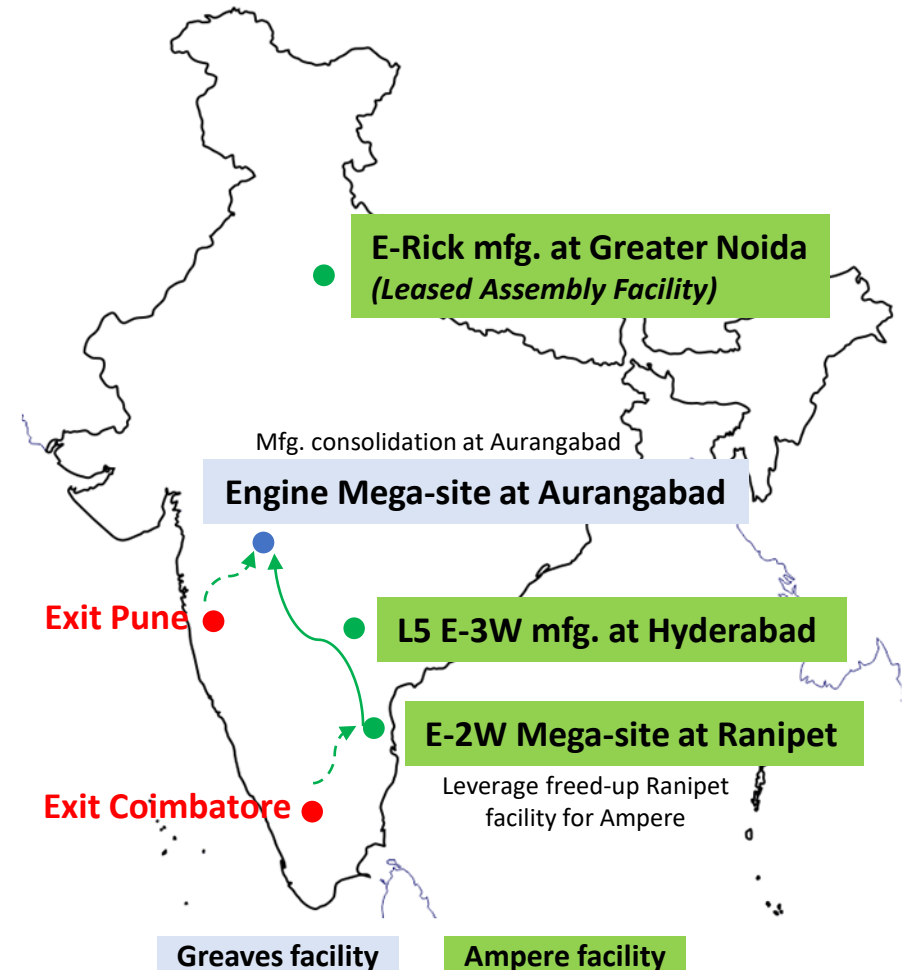 E-Rick mfg. at Greater Noida
(Leased Assembly Facility)
Mfg. consolidation at Aurangabad
Engine Mega-site at Aurangabad
Exit Pune
L5 E-3W mfg. at Hyderabad
E-2W Mega-site at Ranipet
Leverage freed-up Ranipet
facility for Ampere
Exit Coimbatore
Greaves facility
Ampere facility